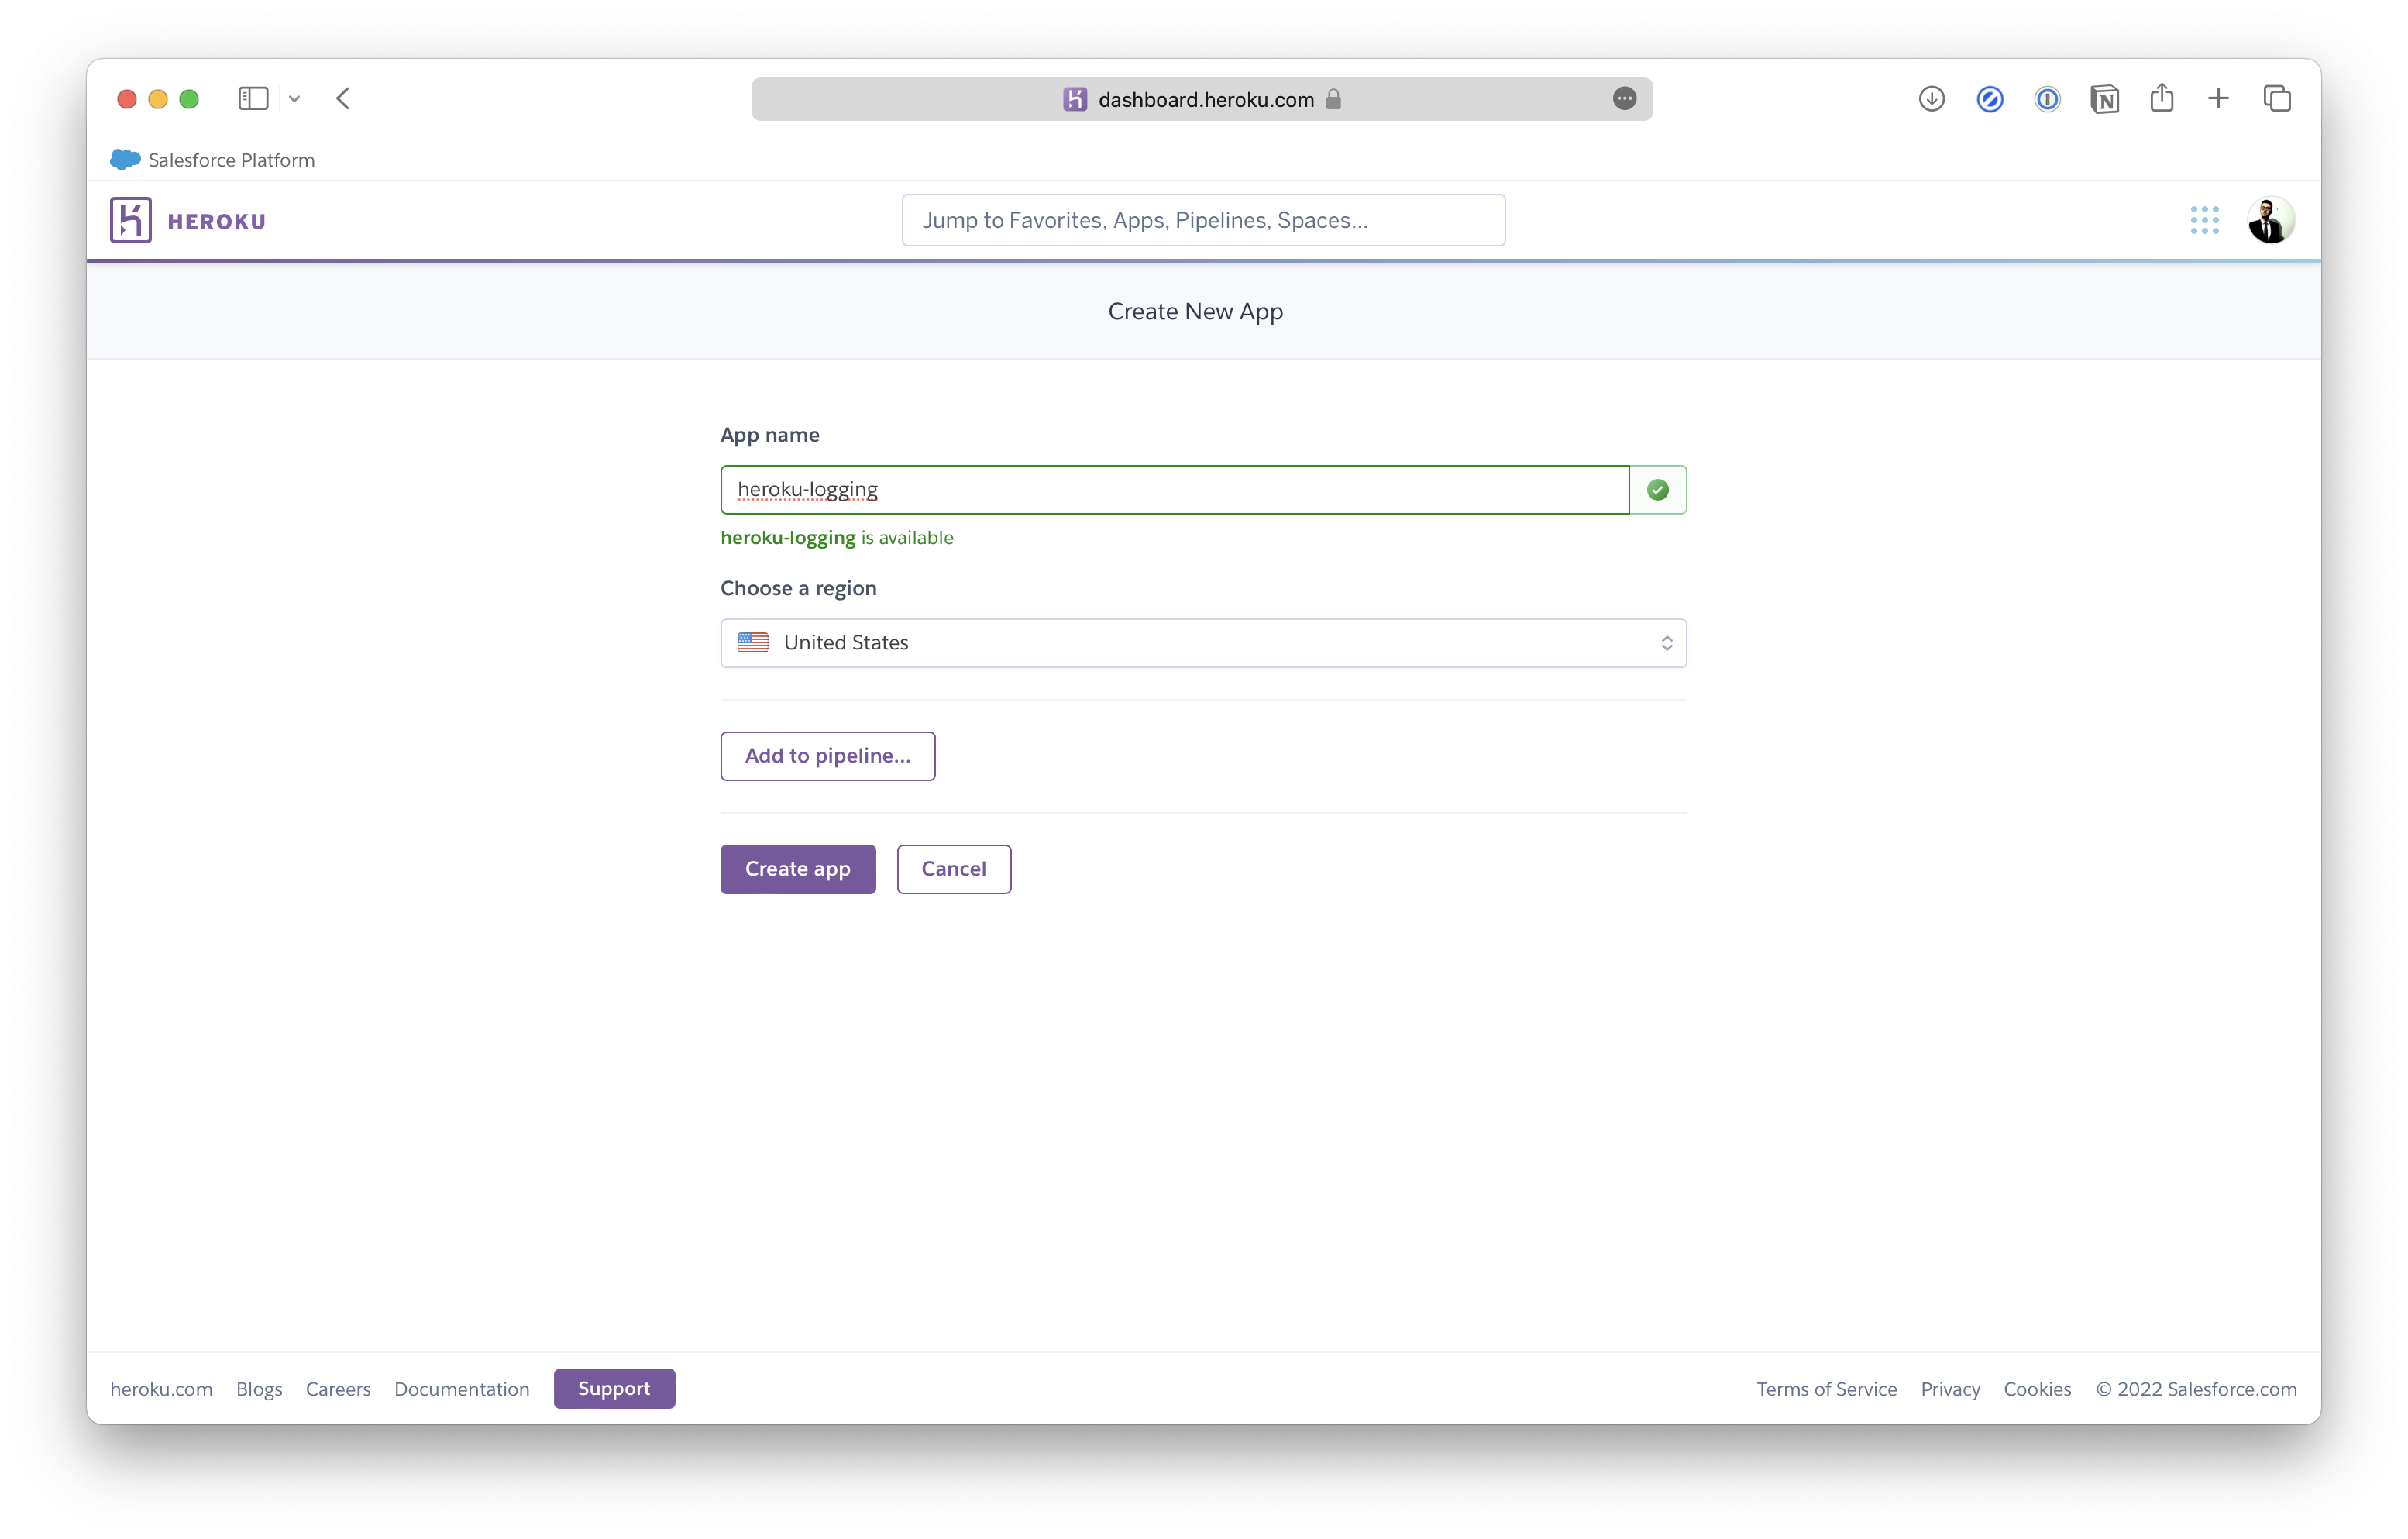 dashboard.heroku.com
Salesforce Platform
HEROKU
Jump to Favorites, Apps, Pipelines, Spaces...
Create New App
App name
heroku-logging
heroku-logging is available
Choose a region
United States
Add to pipeline...
Create app
Cancel
heroku.com Blogs Careers Documentation Support
Terms of Service Privacy Cookies © 2022 Salesforce.com